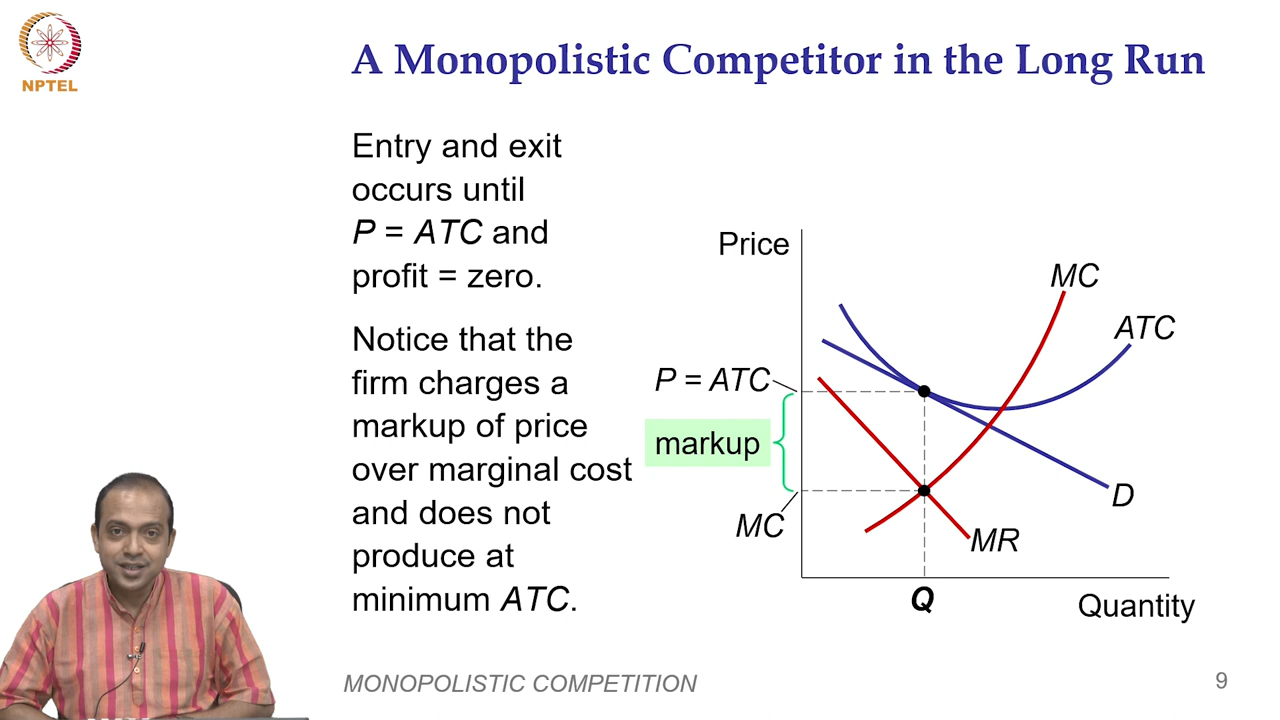 NPTEL
A Monopolistic Competitor in the Long Run
Entry and exit
occurs until
P = ATC and
profit = zero.
Notice that the
firm charges a
markup of price
over marginal cost
and does not
produce at
minimum ATC.
Price
MC
ATC
P = ATC
markup
MC
D
MR
Q
Quantity
MONOPOLISTIC COMPETITION
9